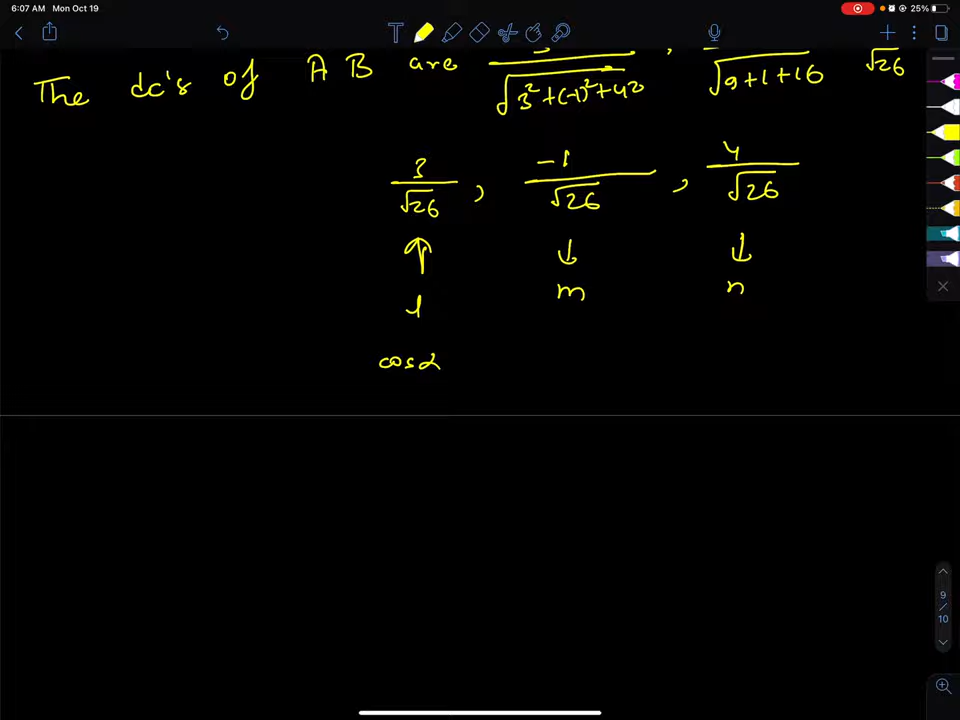 6:07 AM Mon Oct 19 25%
T
The dc's of AB are √3²+(-1)²+4² , √9+1+16 √26
3/√26 , -1/√26 , 4/√26
l m n
cosα
9
/
10